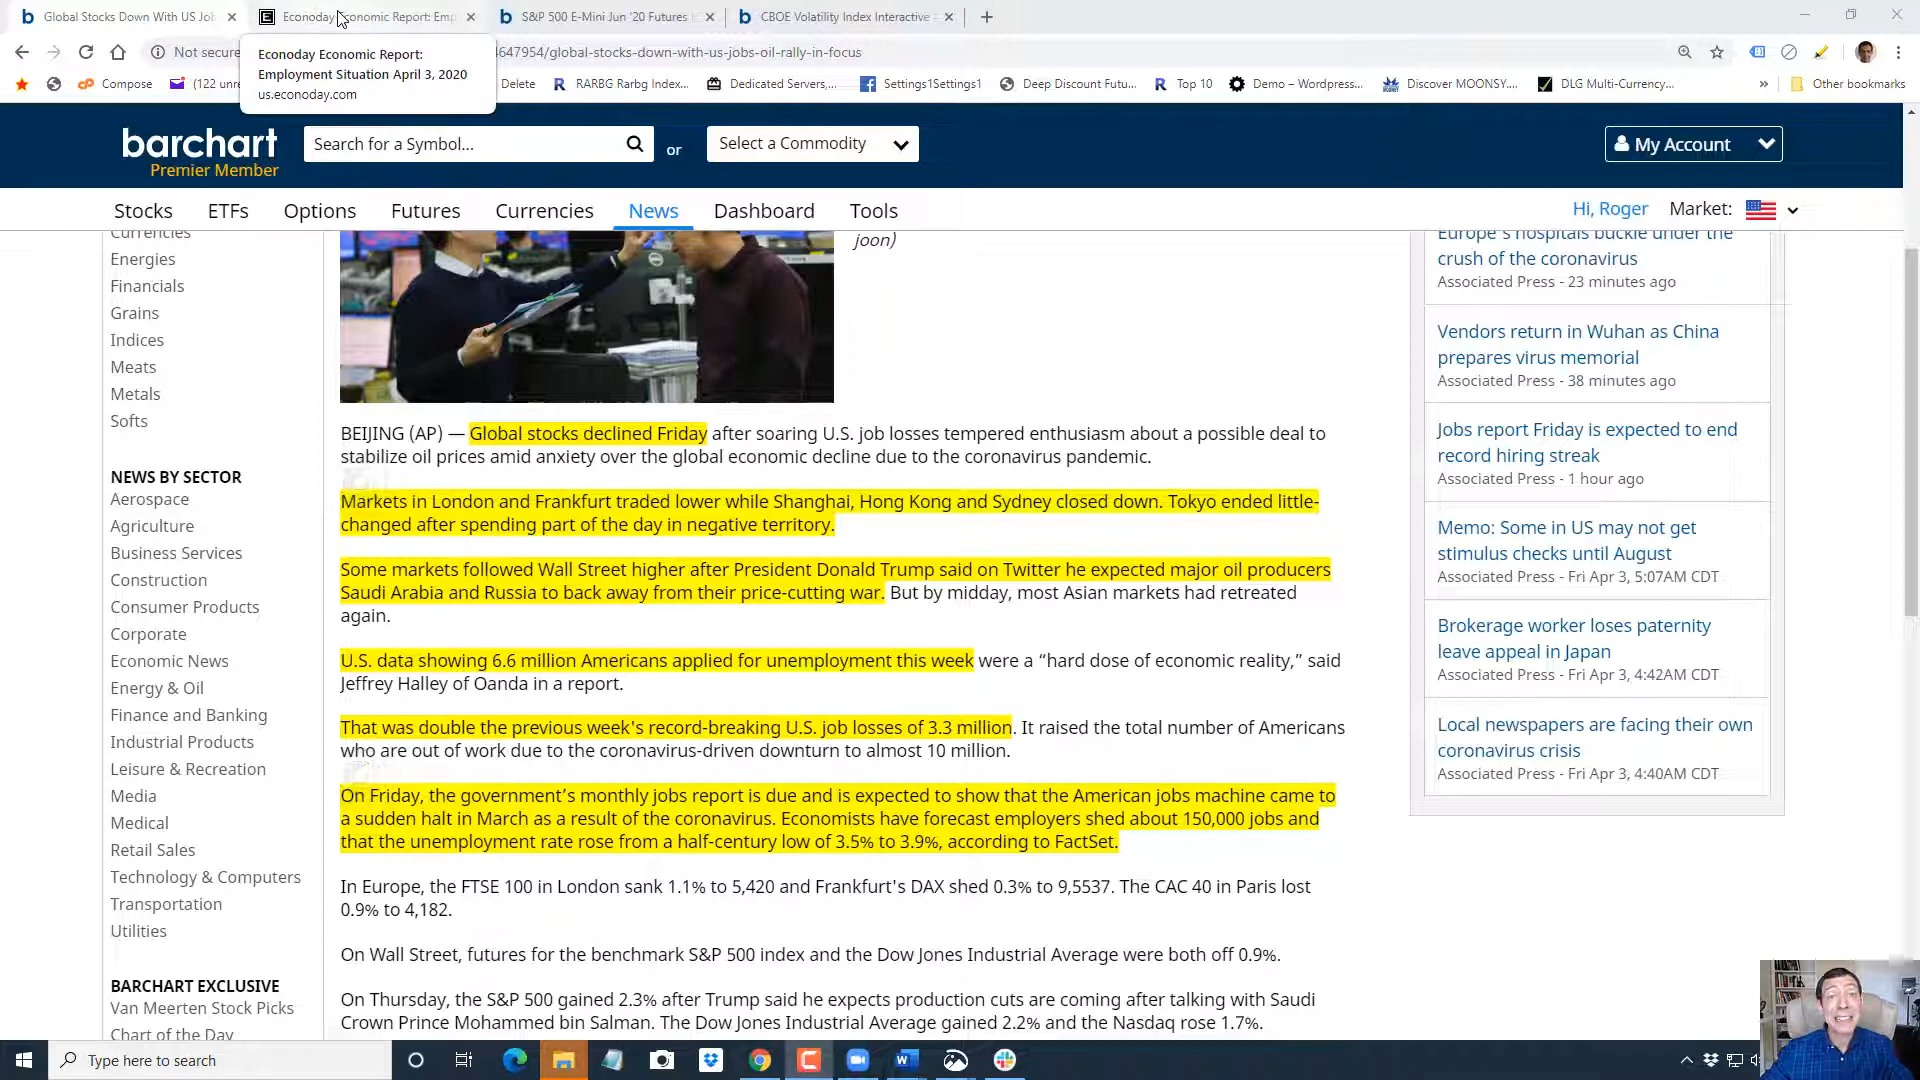 Global Stocks Down With US Jo
Econoday Economic Report: Emp
S&P 500 E-Mini Jun '20 Futures
CBOE Volatility Index Interactive
Not secure
4647954/global-stocks-down-with-us-jobs-oil-rally-in-focus
Econoday Economic Report:
Employment Situation April 3, 2020
us.econoday.com
Compose
(122 unre
Delete
RARBG Rarbg Index...
Dedicated Servers,...
Settings1Settings1
Deep Discount Futu...
Top 10
Demo – Wordpress...
Discover MOONSY....
DLG Multi-Currency...
»
Other bookmarks
barchart
Premier Member
Search for a Symbol...
or
Select a Commodity
My Account
Stocks
ETFs
Options
Futures
Currencies
News
Dashboard
Tools
Hi, Roger
Market:
Currencies
Energies
Financials
Grains
Indices
Meats
Metals
Softs
NEWS BY SECTOR
Aerospace
Agriculture
Business Services
Construction
Consumer Products
Corporate
Economic News
Energy & Oil
Finance and Banking
Industrial Products
Leisure & Recreation
Media
Medical
Retail Sales
Technology & Computers
Transportation
Utilities
BARCHART EXCLUSIVE
Van Meerten Stock Picks
Chart of the Day
joon)
BEIJING (AP) — Global stocks declined Friday after soaring U.S. job losses tempered enthusiasm about a possible deal to
stabilize oil prices amid anxiety over the global economic decline due to the coronavirus pandemic.
Markets in London and Frankfurt traded lower while Shanghai, Hong Kong and Sydney closed down. Tokyo ended little-
changed after spending part of the day in negative territory.
Some markets followed Wall Street higher after President Donald Trump said on Twitter he expected major oil producers
Saudi Arabia and Russia to back away from their price-cutting war. But by midday, most Asian markets had retreated
again.
U.S. data showing 6.6 million Americans applied for unemployment this week were a “hard dose of economic reality,” said
Jeffrey Halley of Oanda in a report.
That was double the previous week's record-breaking U.S. job losses of 3.3 million. It raised the total number of Americans
who are out of work due to the coronavirus-driven downturn to almost 10 million.
On Friday, the government’s monthly jobs report is due and is expected to show that the American jobs machine came to
a sudden halt in March as a result of the coronavirus. Economists have forecast employers shed about 150,000 jobs and
that the unemployment rate rose from a half-century low of 3.5% to 3.9%, according to FactSet.
In Europe, the FTSE 100 in London sank 1.1% to 5,420 and Frankfurt's DAX shed 0.3% to 9,5537. The CAC 40 in Paris lost
0.9% to 4,182.
On Wall Street, futures for the benchmark S&P 500 index and the Dow Jones Industrial Average were both off 0.9%.
On Thursday, the S&P 500 gained 2.3% after Trump said he expects production cuts are coming after talking with Saudi
Crown Prince Mohammed bin Salman. The Dow Jones Industrial Average gained 2.2% and the Nasdaq rose 1.7%.
Europe's hospitals buckle under the
crush of the coronavirus
Associated Press - 23 minutes ago
Vendors return in Wuhan as China
prepares virus memorial
Associated Press - 38 minutes ago
Jobs report Friday is expected to end
record hiring streak
Associated Press - 1 hour ago
Memo: Some in US may not get
stimulus checks until August
Associated Press - Fri Apr 3, 5:07AM CDT
Brokerage worker loses paternity
leave appeal in Japan
Associated Press - Fri Apr 3, 4:42AM CDT
Local newspapers are facing their own
coronavirus crisis
Associated Press - Fri Apr 3, 4:40AM CDT
Type here to search